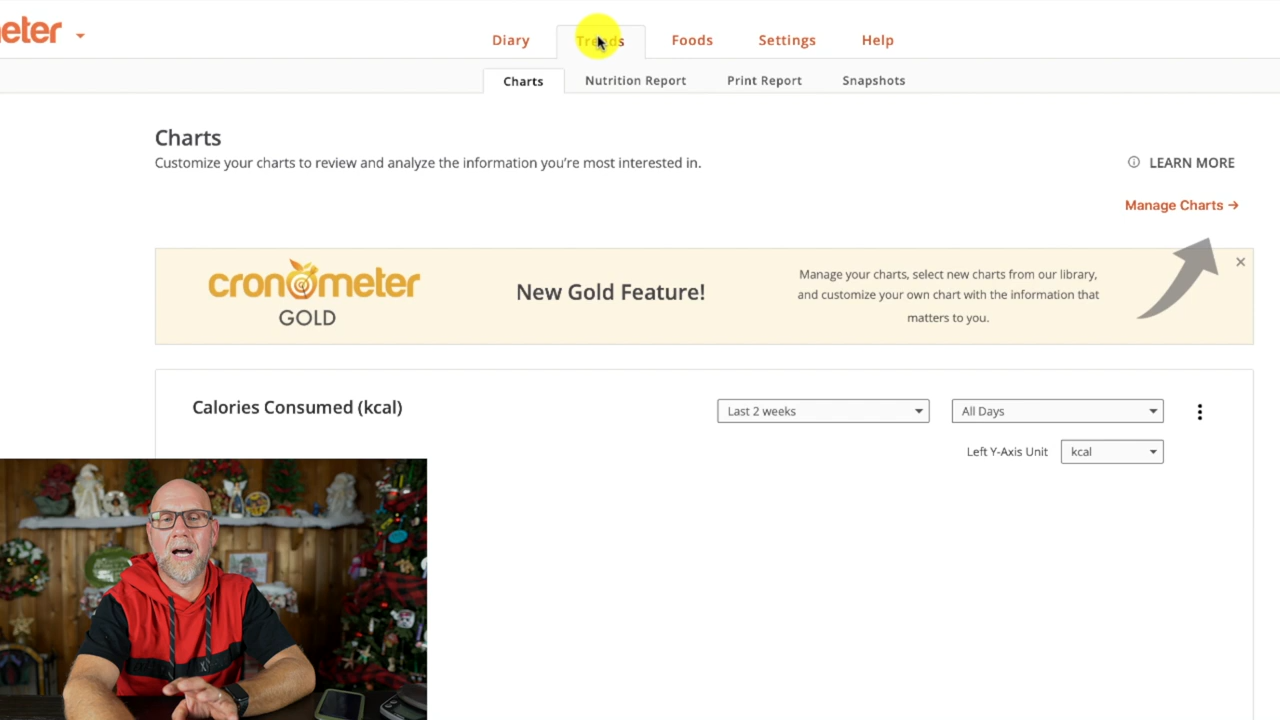 eter
Diary Trends Foods Settings Help
Charts Nutrition Report Print Report Snapshots
Charts
Customize your charts to review and analyze the information you're most interested in.
LEARN MORE
Manage Charts →
cronometer
GOLD
New Gold Feature!
Manage your charts, select new charts from our library,
and customize your own chart with the information that
matters to you.
Calories Consumed (kcal)
Last 2 weeks
All Days
Left Y-Axis Unit
kcal